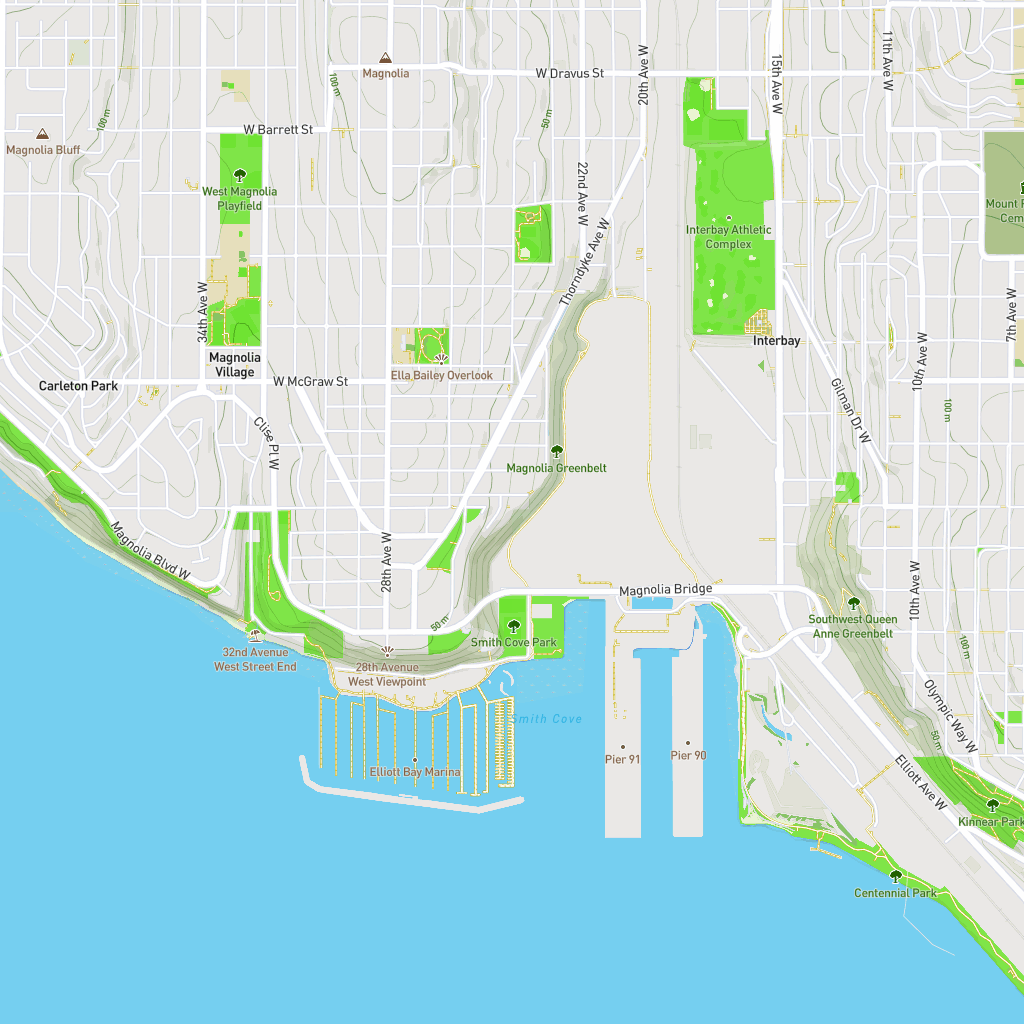 11th Ave W
15th Ave W
20th Ave W
Magnolia
W Dravus St
100 m
50 m
100 m
W Barrett St
Magnolia Bluff
West Magnolia
Playfield
22nd Ave W
Interbay Athletic
Complex
Thorndyke Ave W
34th Ave W
7th Ave W
Magnolia
Village
Interbay
10th Ave W
Ella Bailey Overlook
W McGraw St
Carleton Park
Gilman Dr W
100 m
Clise Pl W
Magnolia Greenbelt
Magnolia Blvd W
28th Ave W
Magnolia Bridge
10th Ave W
50 m
Southwest Queen
Anne Greenbelt
Smith Cove Park
32nd Avenue
West Street End
28th Avenue
West Viewpoint
100 m
Smith Cove
Olympic Way W
50 m
Pier 91
Pier 90
Elliott Bay Marina
Elliott Ave W
Kinnear Park
Centennial Park